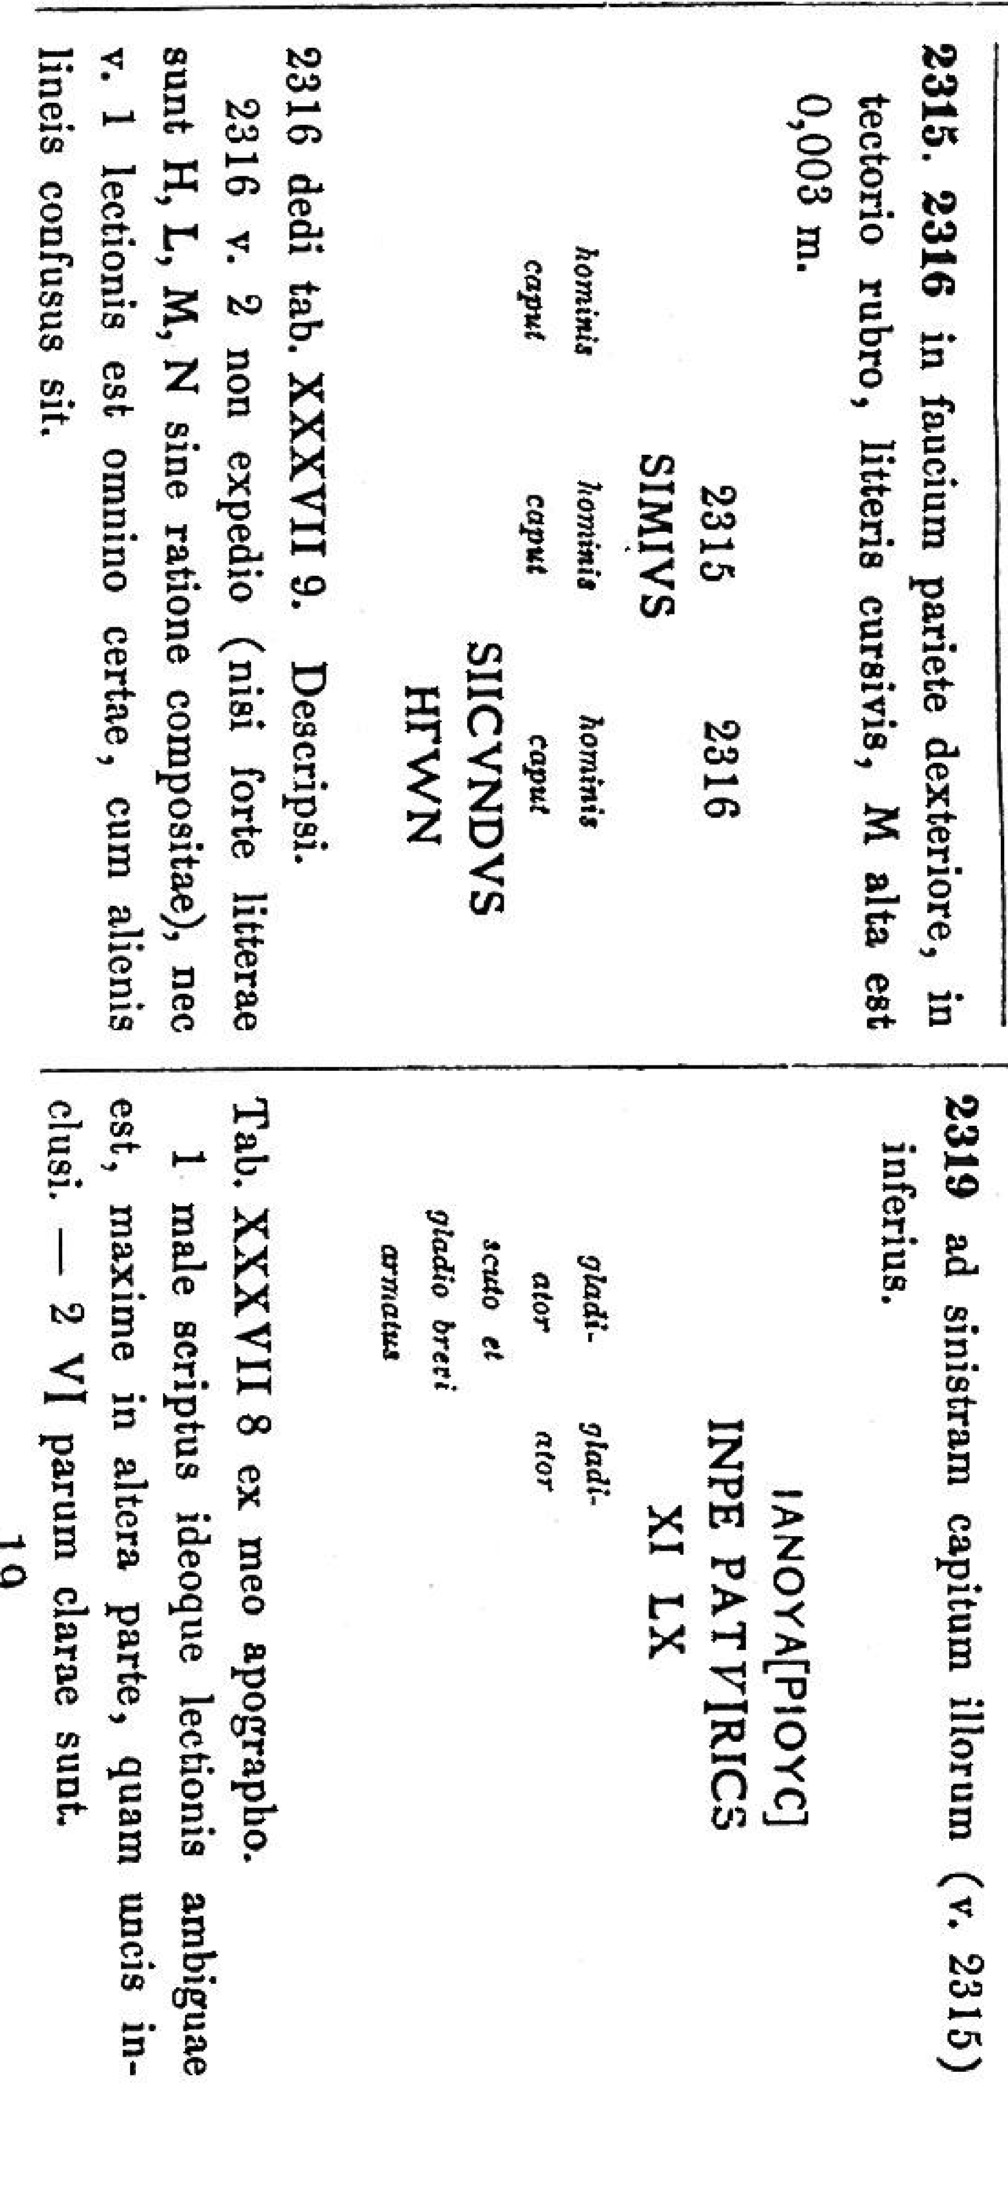 2315. 2316 in faucium pariete dexteriore, in
tectorio rubro, litteris cursivis, M alta est
0,003 m.
2315 2316
SIMIVS
hominis hominis hominis
caput caput caput
SIICVNDVS
HΓWN
2316 dedi tab. XXXVII 9. Descripsi.
2316 v. 2 non expedio (nisi forte litterae
sunt H, L, M, N sine ratione compositae), nec
v. 1 lectionis est omnino certae, cum alienis
lineis confusus sit.
2319 ad sinistram capitum illorum (v. 2315)
inferius.
IANOYA[PIOYC]
INPE PATVIRICS
XI LX
gladi- gladi-
ator ator
scuto et
gladio brevi
armatus
Tab. XXXVII 8 ex meo apographo.
1 male scriptus ideoque lectionis ambiguae
est, maxime in altera parte, quam uncis in-
clusi. — 2 VI parum clarae sunt.
19